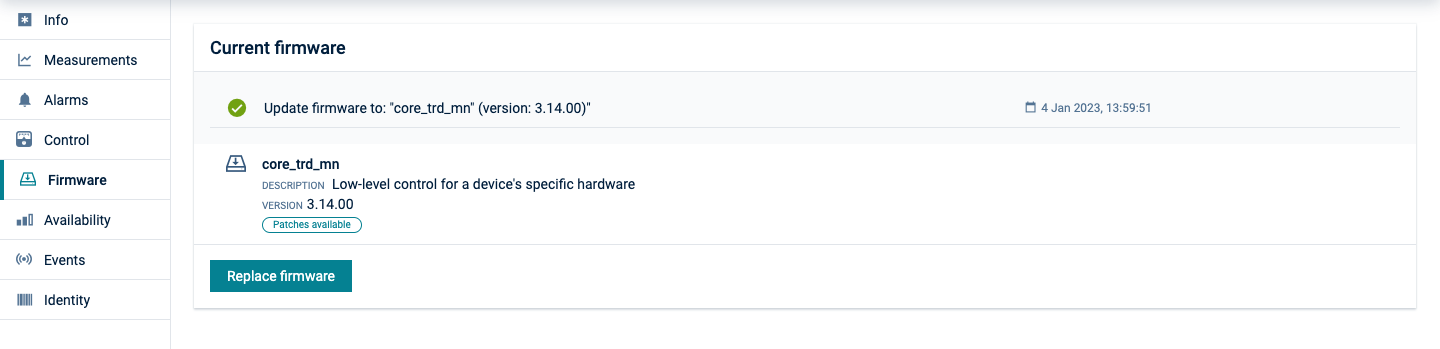 Info
Measurements
Alarms
Control
Firmware
Availability
Events
Identity
Current firmware
Update firmware to: "core_trd_mn" (version: 3.14.00)"
4 Jan 2023, 13:59:51
core_trd_mn
DESCRIPTION Low-level control for a device's specific hardware
VERSION 3.14.00
Patches available
Replace firmware